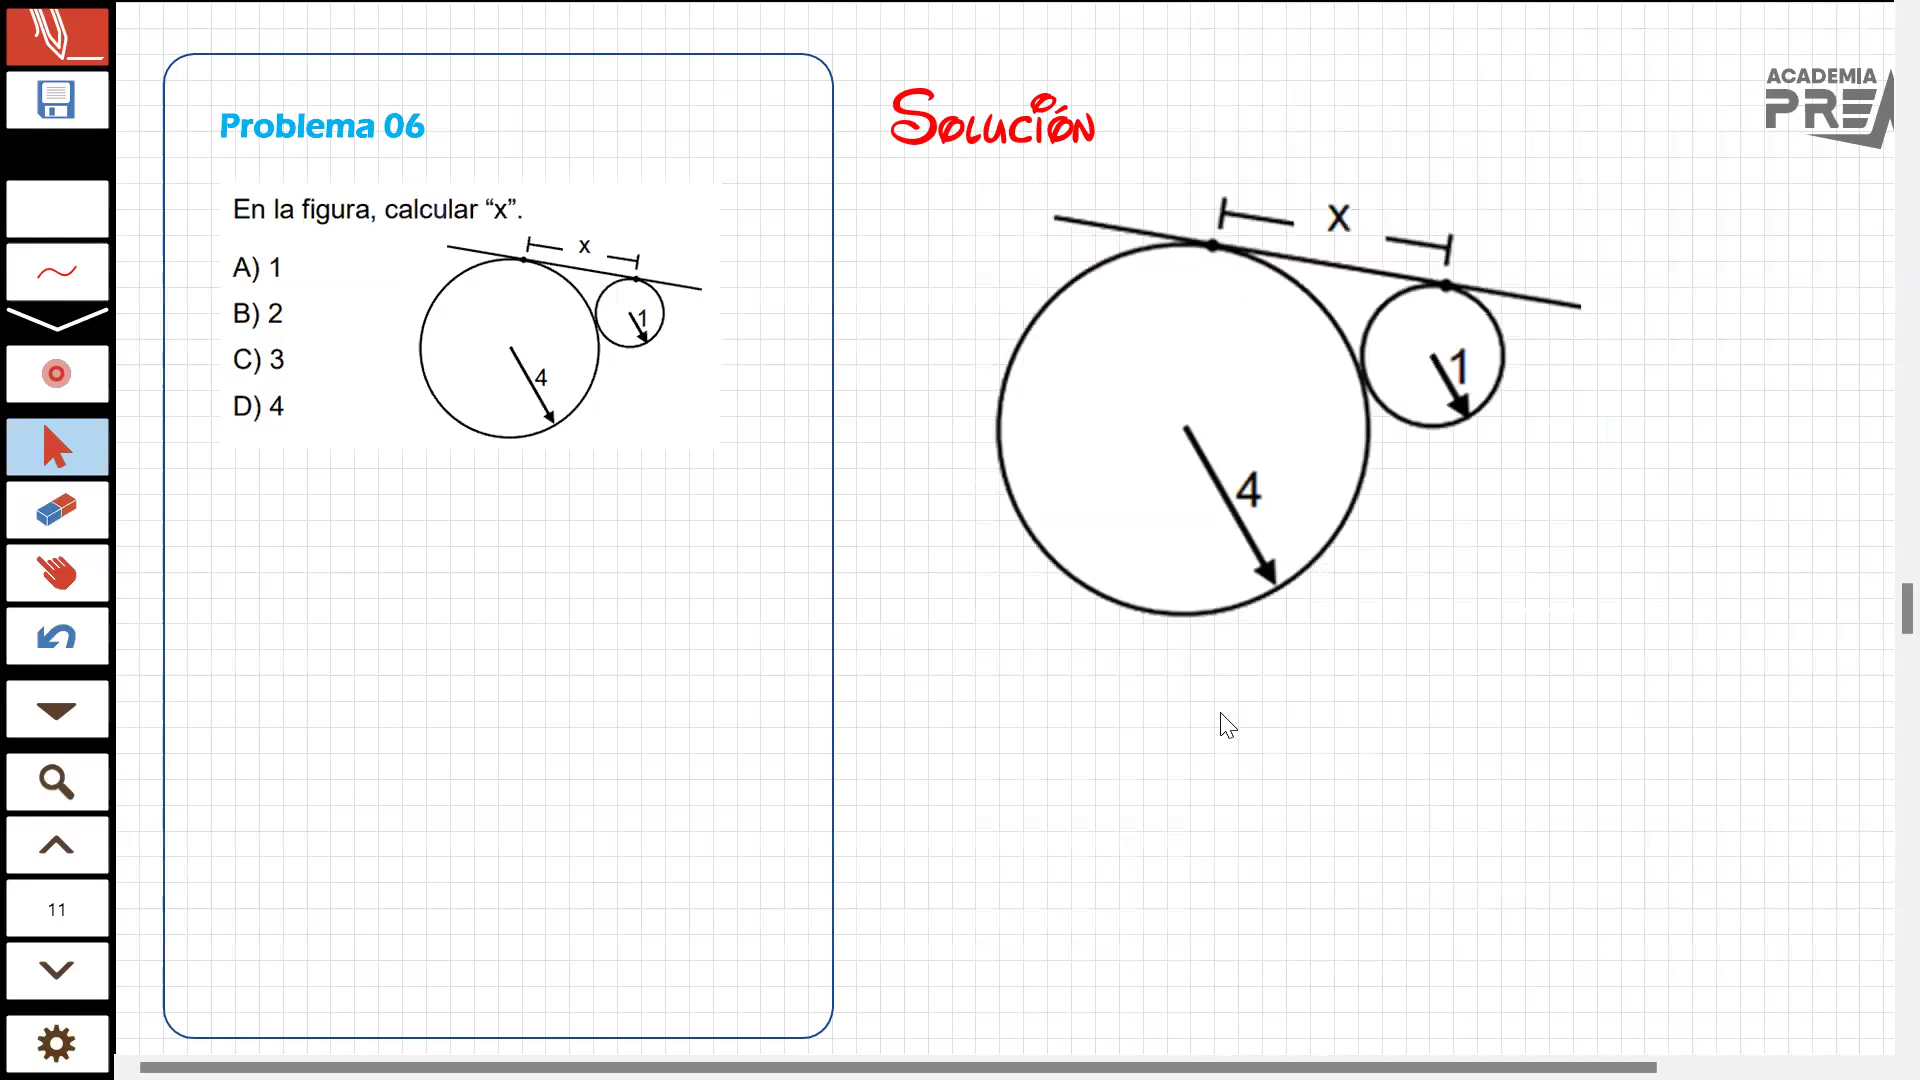 Problema 06
En la figura, calcular “x”.
A) 1
B) 2
C) 3
D) 4
x
1
4
Solución
x
1
4
ACADEMIA
PRE
11